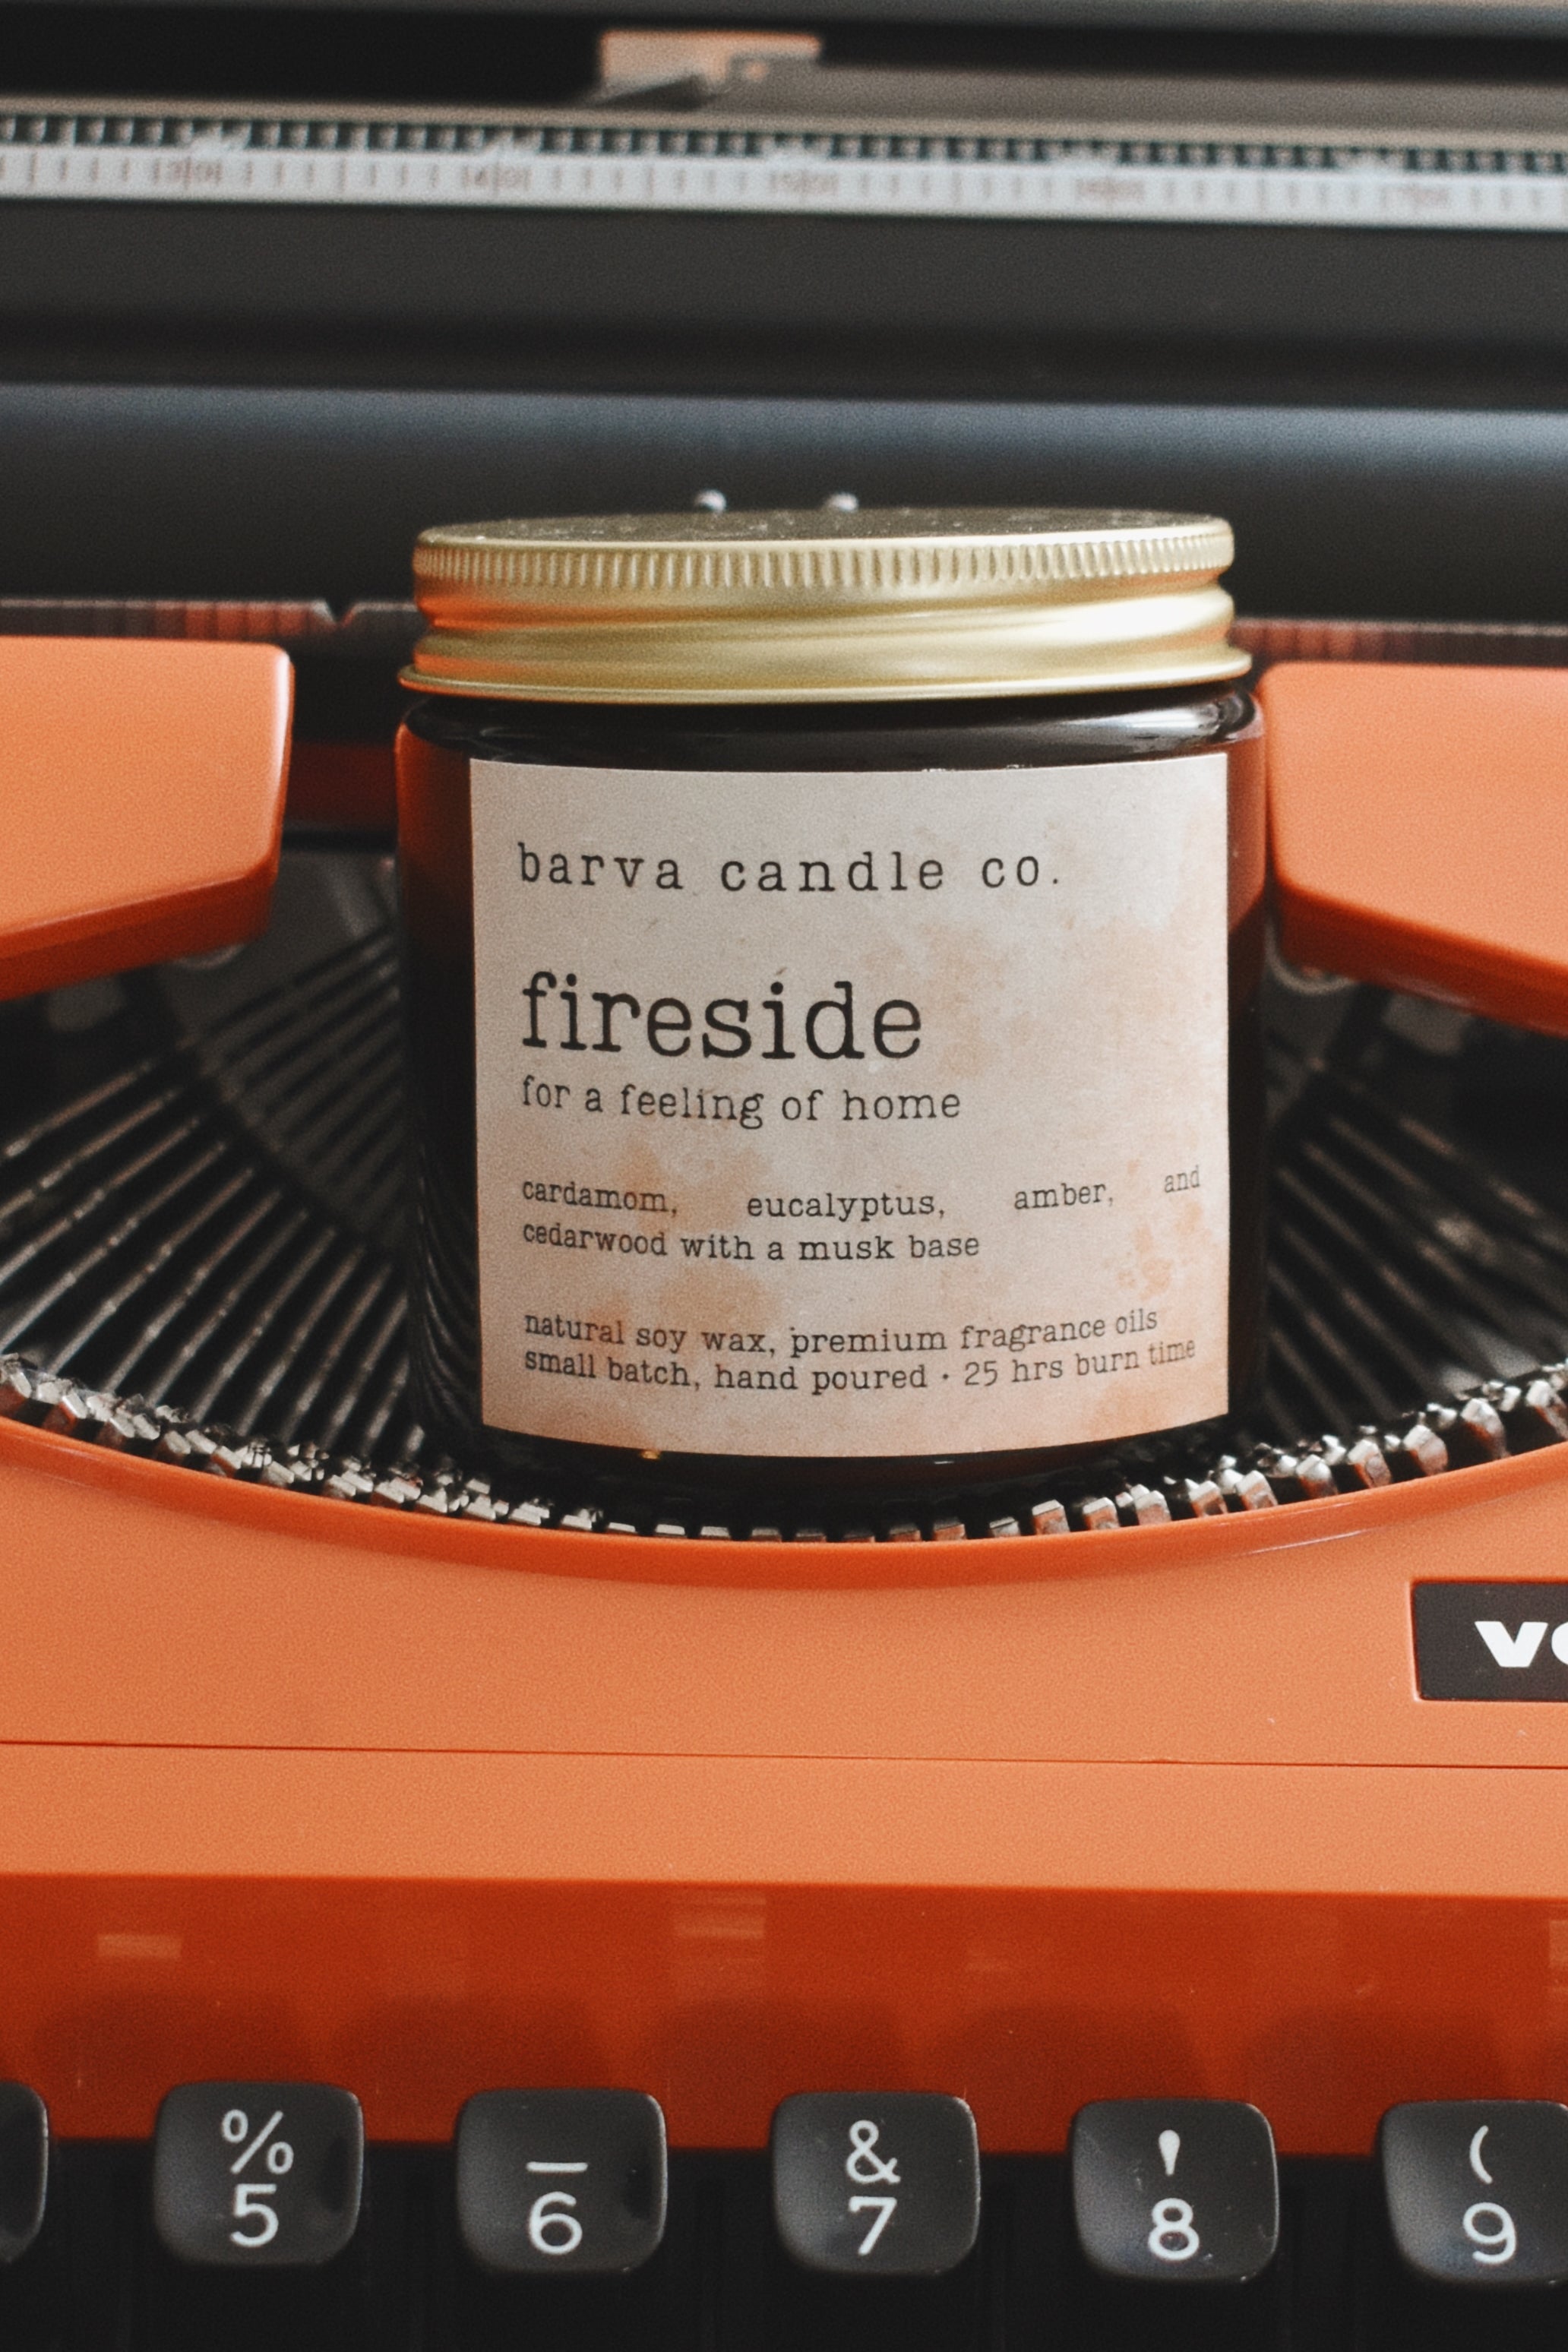 barva candle co.
fireside
for a feeling of home
cardamom, eucalyptus, amber, and
cedarwood with a musk base
natural soy wax, premium fragrance oils
small batch, hand poured · 25 hrs burn time
% _ & ' (
5 6 7 8 9